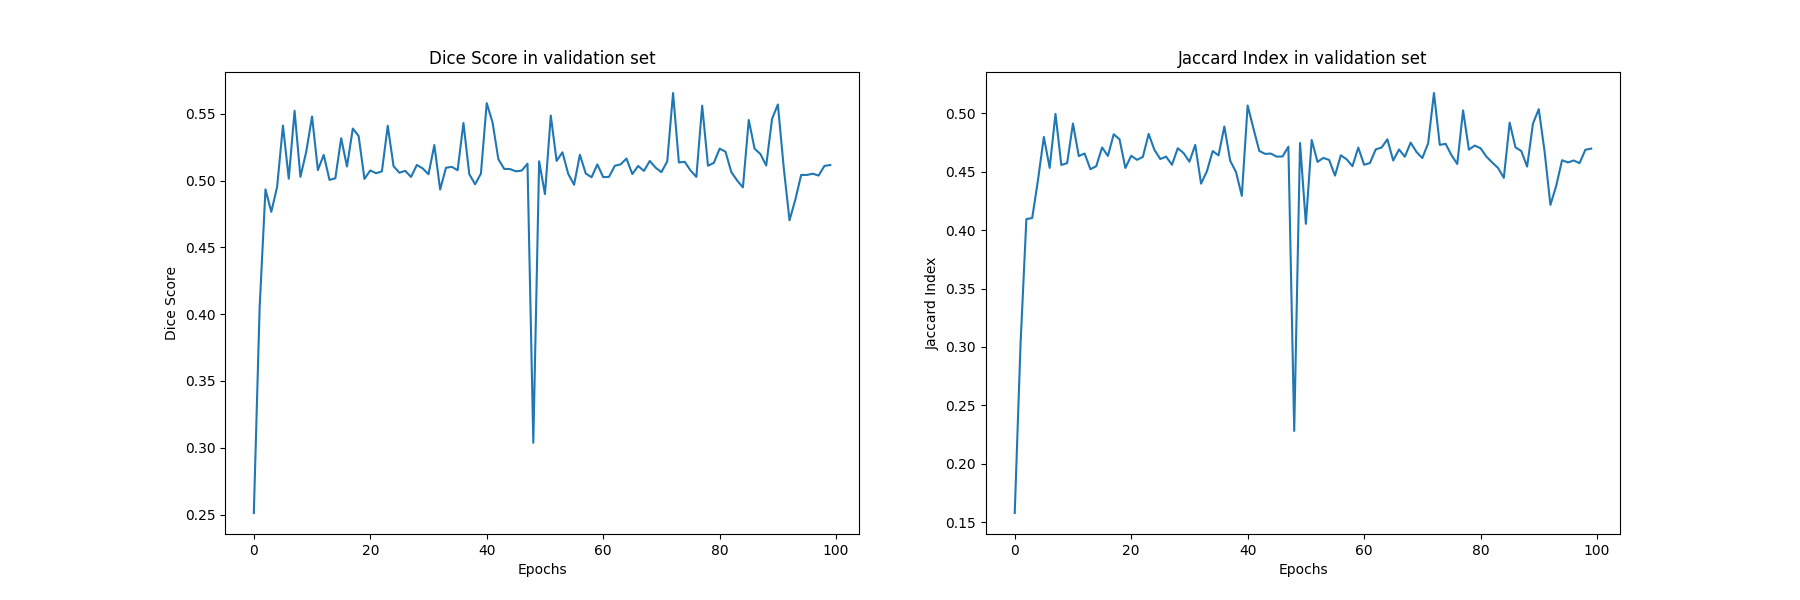 Dice Score in validation set
Dice Score
0.55
0.50
0.45
0.40
0.35
0.30
0.25
0 20 40 60 80 100
Epochs
Jaccard Index in validation set
Jaccard Index
0.50
0.45
0.40
0.35
0.30
0.25
0.20
0.15
0 20 40 60 80 100
Epochs